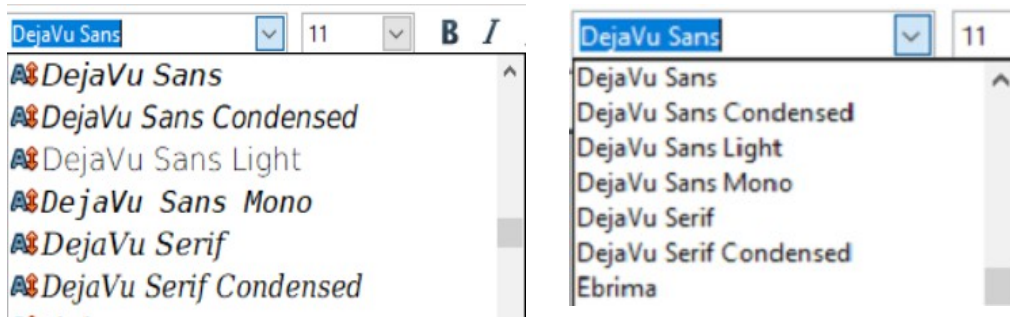 DejaVu Sans 11 B I
DejaVu Sans
DejaVu Sans Condensed
DejaVu Sans Light
DejaVu Sans Mono
DejaVu Serif
DejaVu Serif Condensed
DejaVu Sans 11
DejaVu Sans
DejaVu Sans Condensed
DejaVu Sans Light
DejaVu Sans Mono
DejaVu Serif
DejaVu Serif Condensed
Ebrima